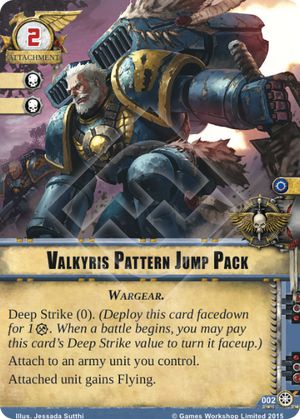 2
ATTACHMENT
VALKYRIS PATTERN JUMP PACK
WARGEAR.
Deep Strike (0). (Deploy this card facedown
for 1. When a battle begins, you may pay
this card's Deep Strike value to turn it faceup.)
Attach to an army unit you control.
Attached unit gains Flying.
002
Illus. Jessada Sutthi
© Games Workshop Limited 2015